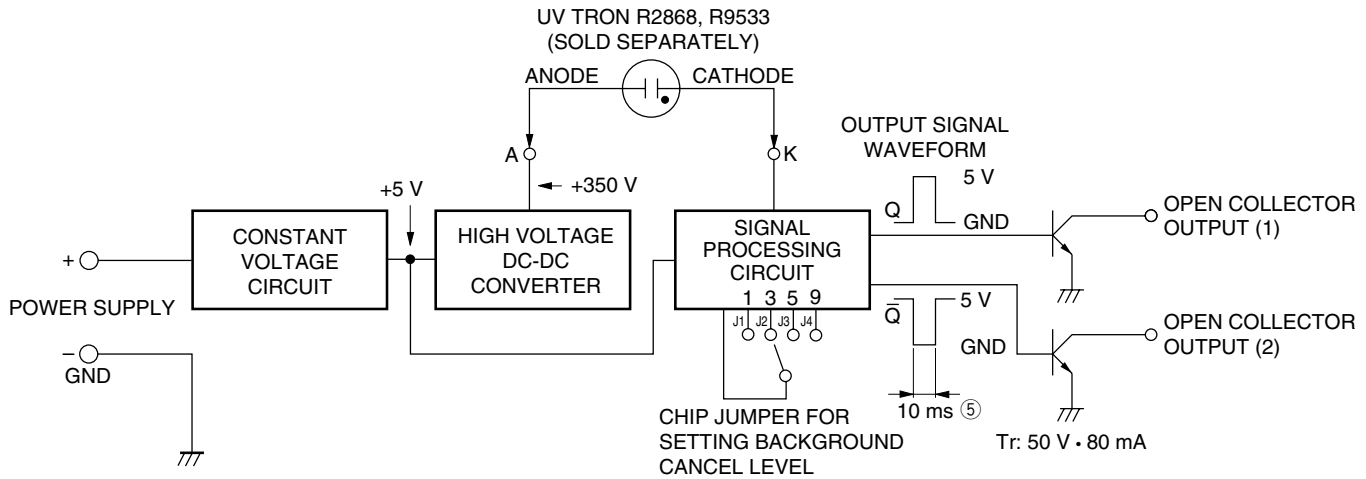 UV TRON R2868, R9533
(SOLD SEPARATELY)
ANODE
CATHODE
A
K
+350 V
+5 V
OUTPUT SIGNAL
WAVEFORM
5 V
Q
GND
OPEN COLLECTOR
OUTPUT (1)
CONSTANT
VOLTAGE
CIRCUIT
HIGH VOLTAGE
DC-DC
CONVERTER
SIGNAL
PROCESSING
CIRCUIT
1 3 5 9
J1 J2 J3 J4
+
POWER SUPPLY
−
GND
Q̅
5 V
GND
OPEN COLLECTOR
OUTPUT (2)
10 ms ⑤
CHIP JUMPER FOR
SETTING BACKGROUND
CANCEL LEVEL
Tr: 50 V • 80 mA